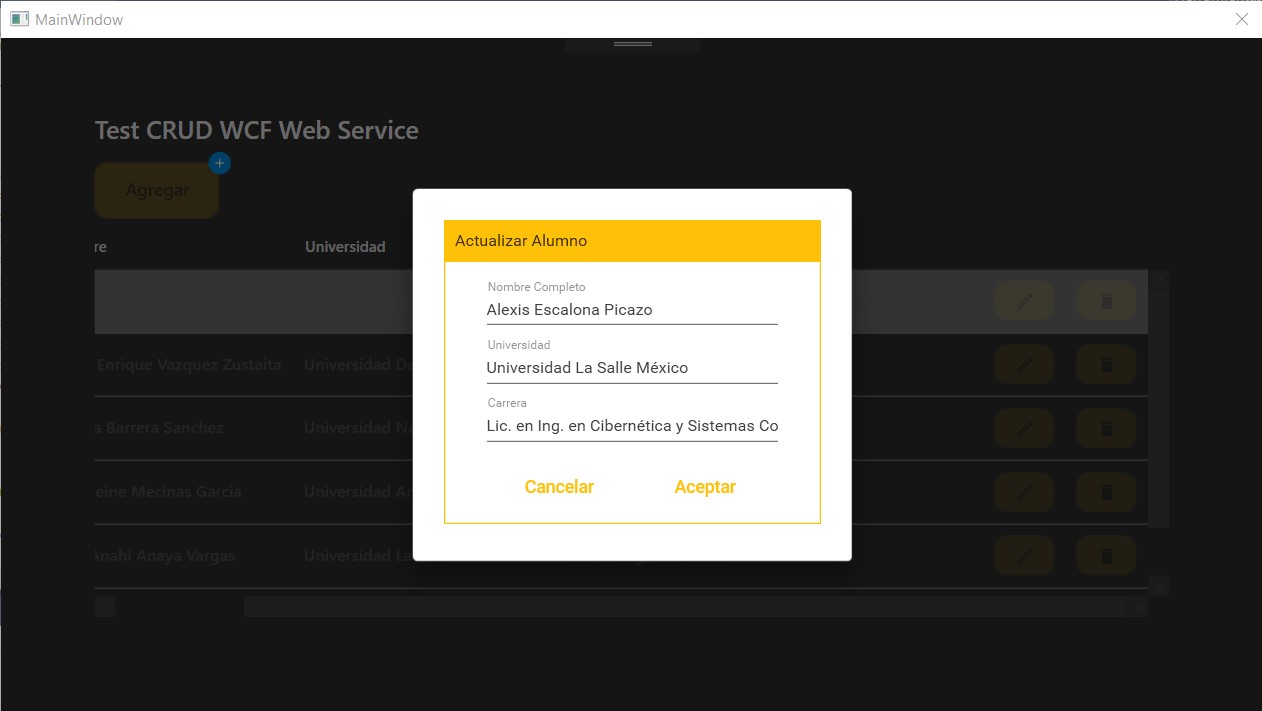 MainWindow
Test CRUD WCF Web Service
+
Agregar
re Universidad
Actualizar Alumno
Nombre Completo
Alexis Escalona Picazo
Universidad
Universidad La Salle México
Carrera
Lic. en Ing. en Cibernética y Sistemas Co
Cancelar Aceptar
Enrique Vazquez Zustaita Universidad
Barrera Sanchez Universidad
Mecinas García Universidad
Anahí Anaya Vargas Universidad